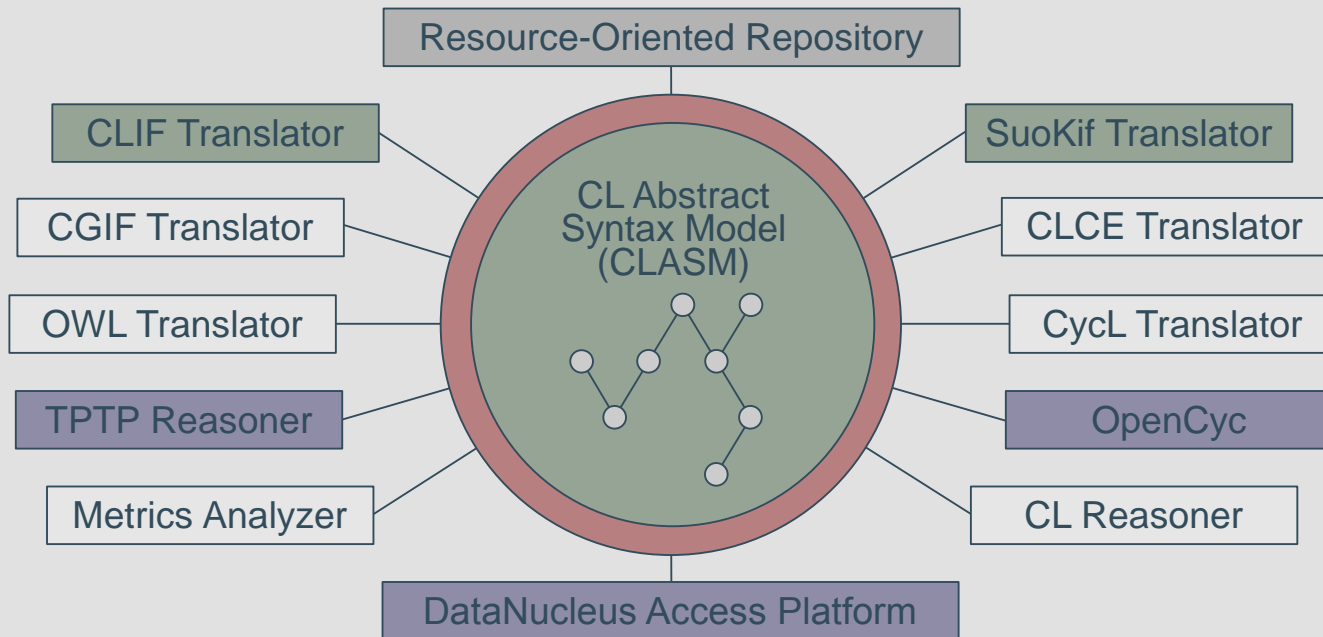 Resource-Oriented Repository
CLIF Translator
SuoKif Translator
CL Abstract
Syntax Model
(CLASM)
CGIF Translator
CLCE Translator
OWL Translator
CycL Translator
TPTP Reasoner
OpenCyc
Metrics Analyzer
CL Reasoner
DataNucleus Access Platform